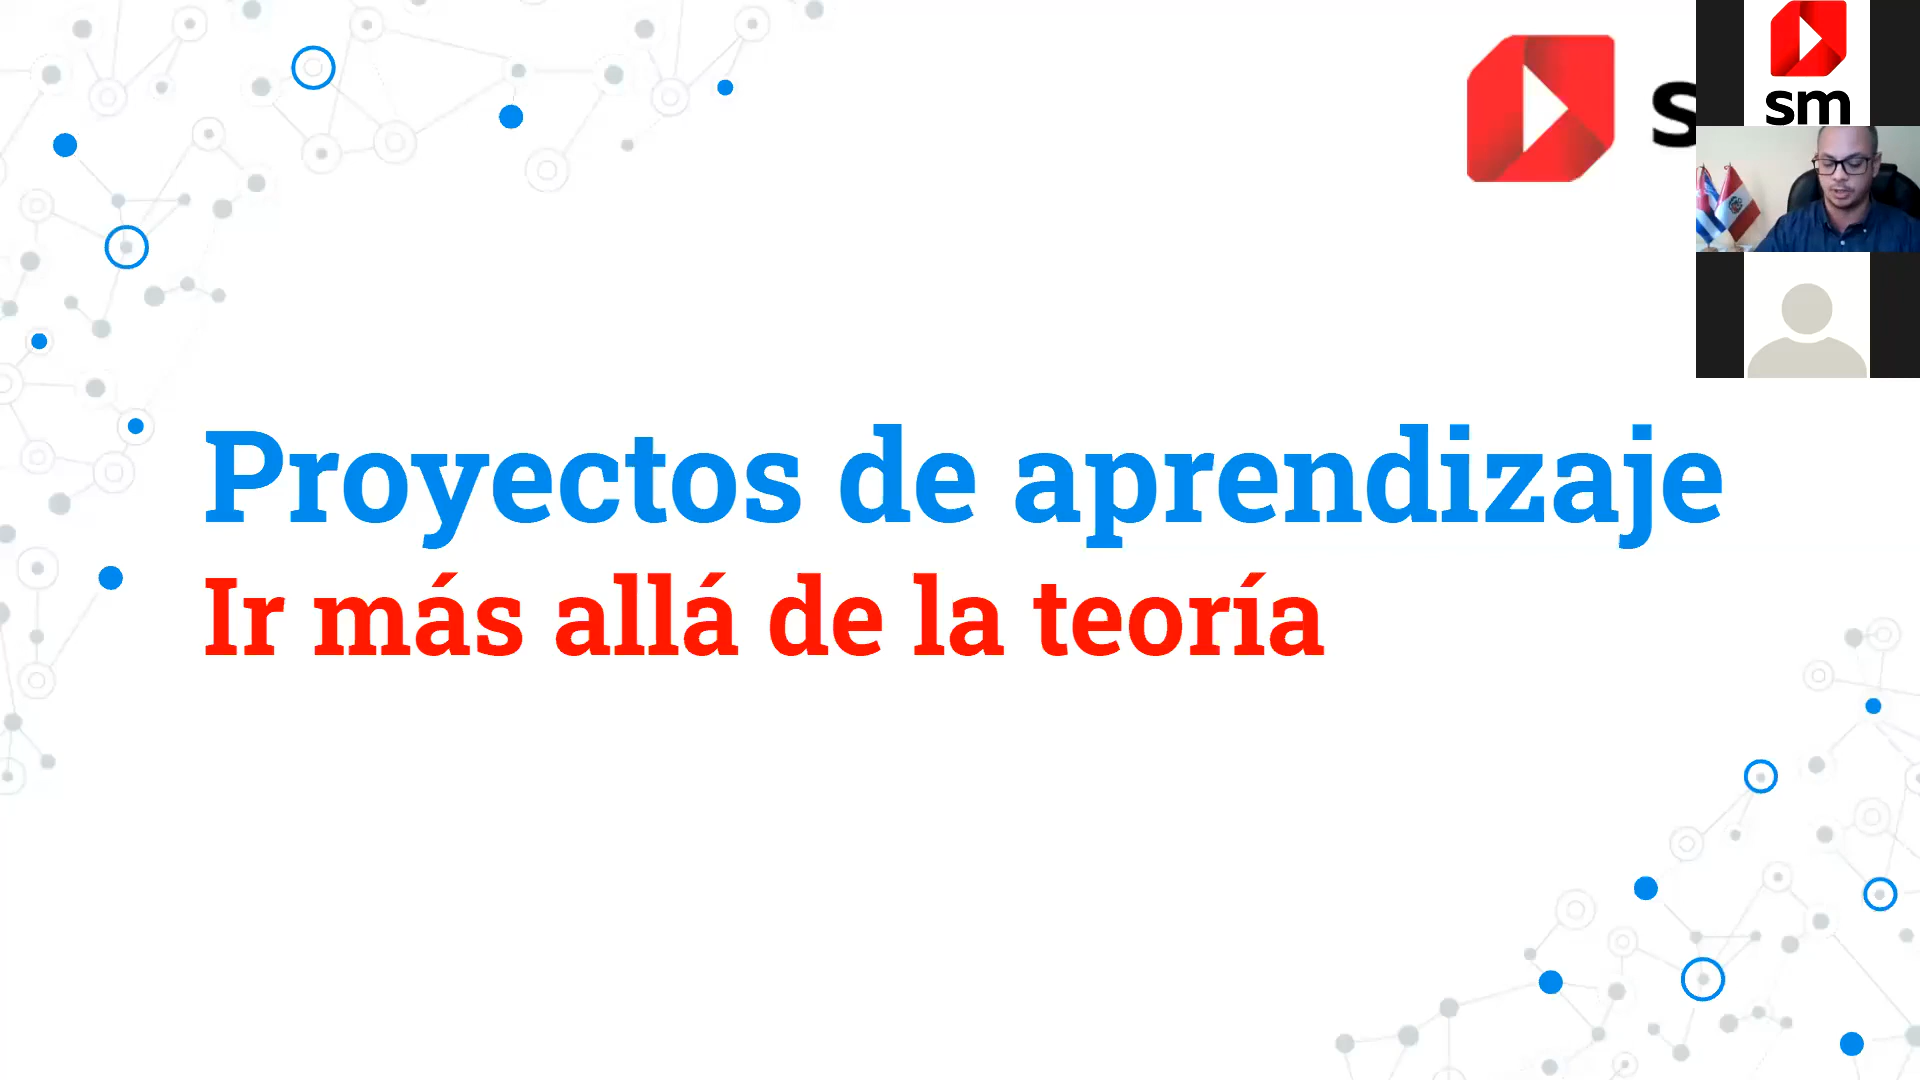 sm
Proyectos de aprendizaje
Ir más allá de la teoría